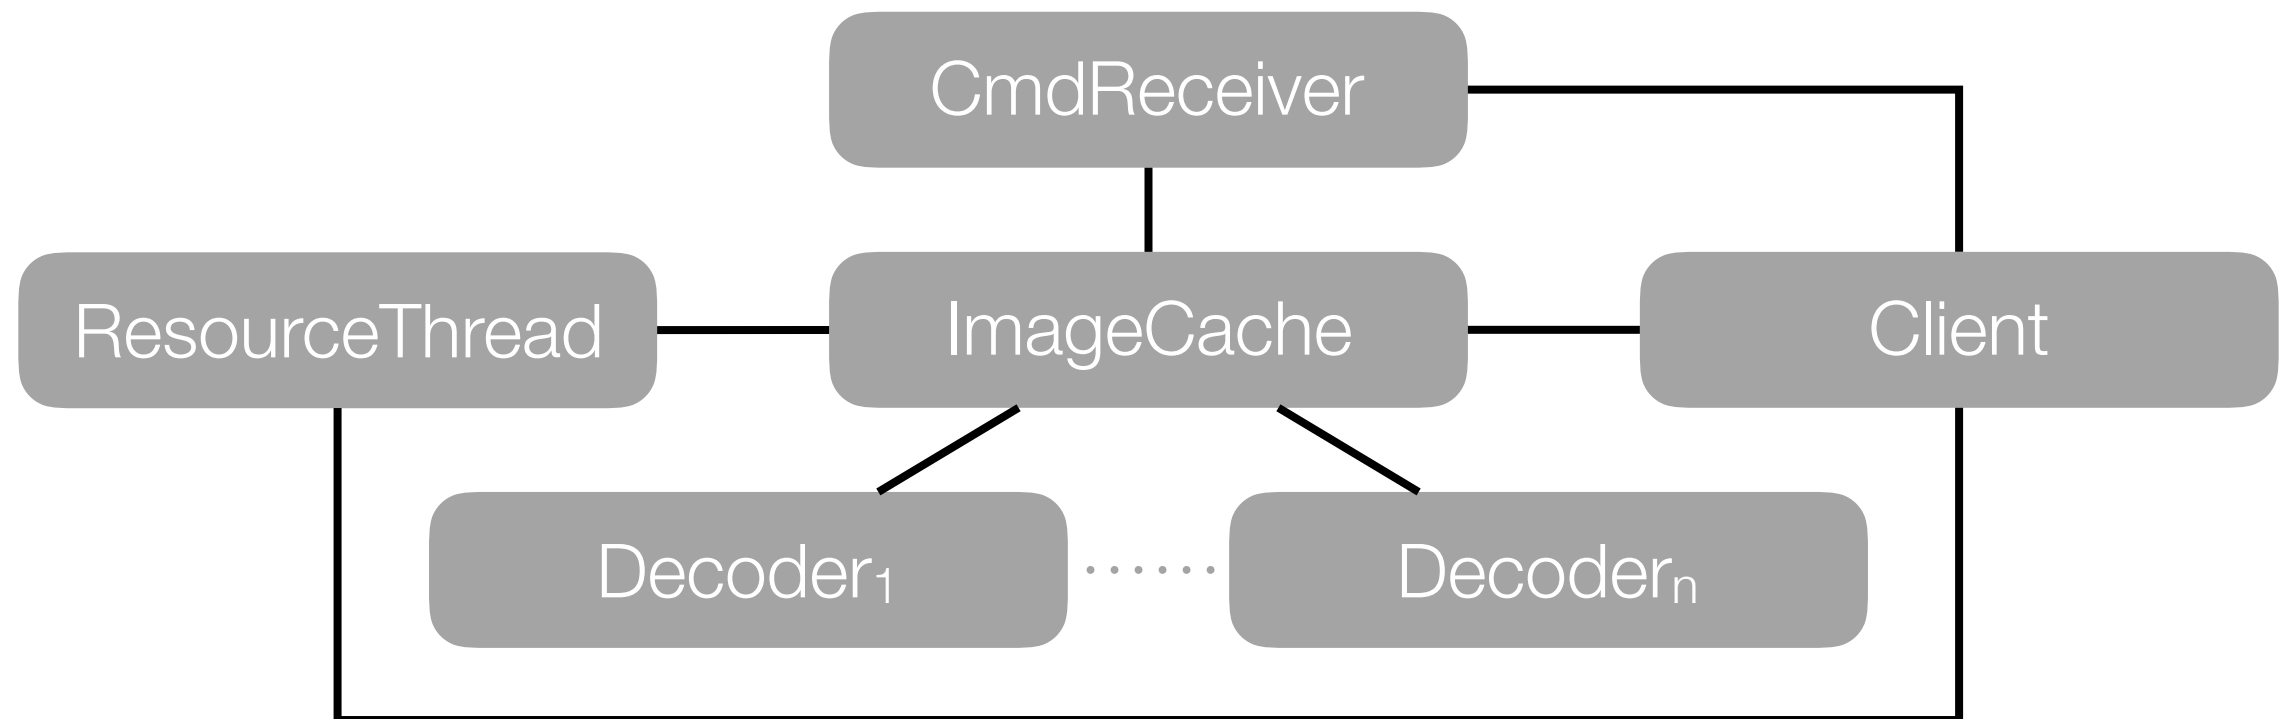 CmdReceiver
ResourceThread
ImageCache
Client
Decoder₁
Decoderₙ